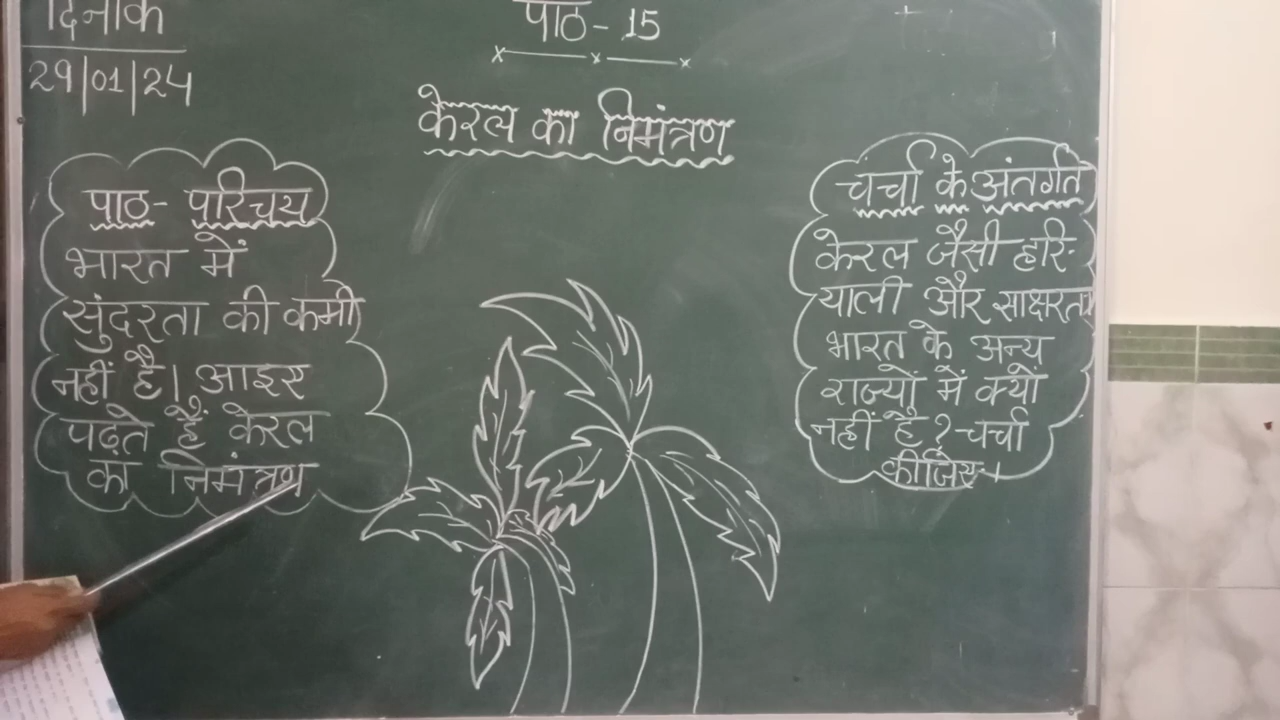 दिनांक
29/01/24
पाठ - 15
केरल का निमंत्रण
पाठ - परिचय
भारत में
सुंदरता की कमी
नहीं है। आइए
पढ़ते हैं केरल
का निमंत्रण
चर्चा के अंतर्गत
केरल जैसी हरि-
याली और साक्षरता
भारत के अन्य
राज्यों में क्यों
नहीं है? चर्चा
कीजिए।